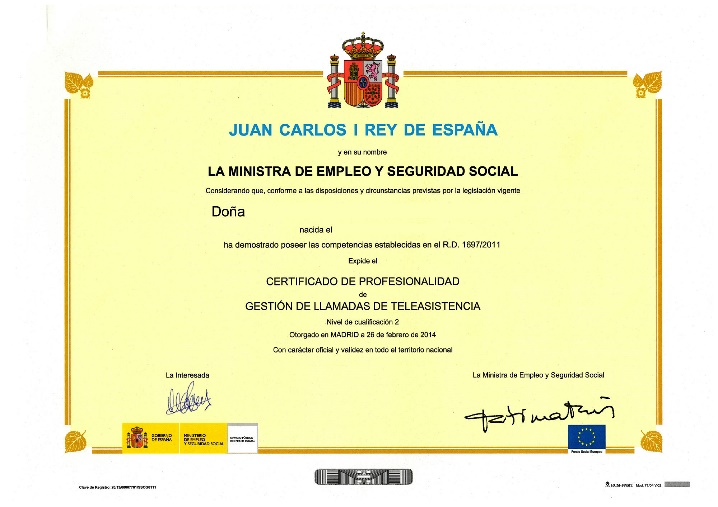 JUAN CARLOS I REY DE ESPAÑA
y en su nombre
LA MINISTRA DE EMPLEO Y SEGURIDAD SOCIAL
Considerando que, conforme a las disposiciones y circunstancias previstas por la legislación vigente
Doña
nacida el
ha demostrado poseer las competencias establecidas en el R.D. 1697/2011
Expide el
CERTIFICADO DE PROFESIONALIDAD
de
GESTIÓN DE LLAMADAS DE TELEASISTENCIA
Nivel de cualificación 2
Otorgado en MADRID a 26 de febrero de 2014
Con carácter oficial y validez en todo el territorio nacional
La Interesada
La Ministra de Empleo y Seguridad Social
GOBIERNO DE ESPAÑA
MINISTERIO DE EMPLEO Y SEGURIDAD SOCIAL
Fondo Social Europeo
Clave de Registro: